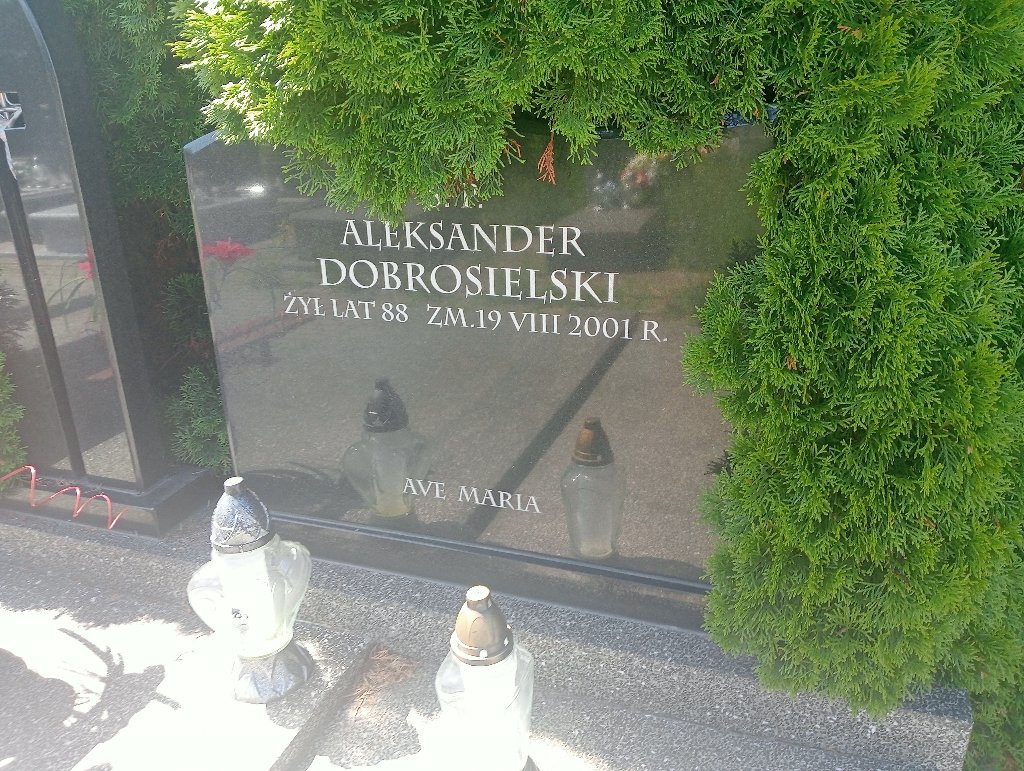 ALEKSANDER
DOBROSIELSKI
ŻYŁ LAT 88 ZM.19 VIII 2001 R.
AVE MARIA